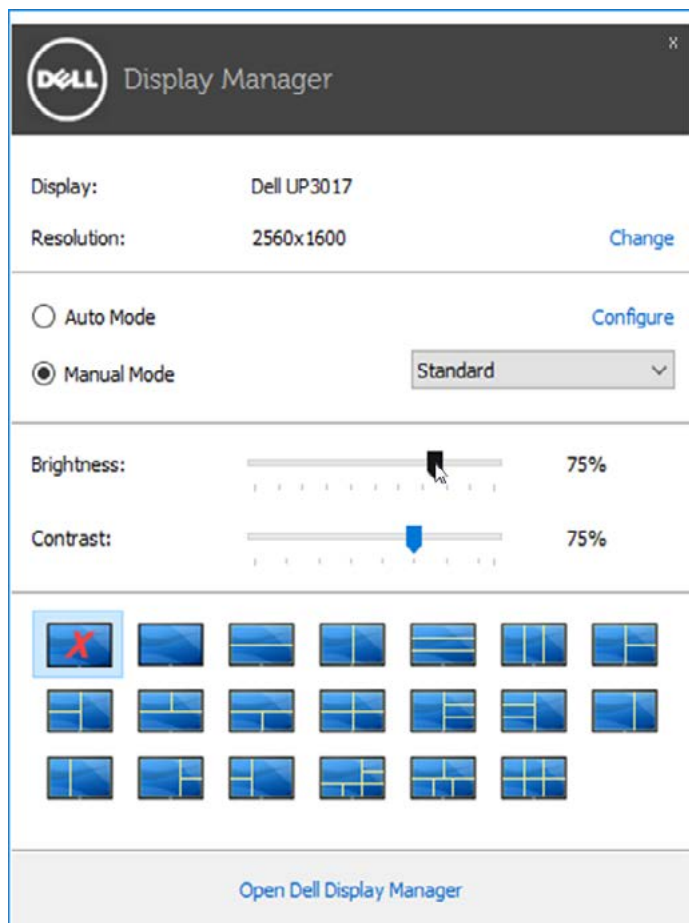 X
DELL Display Manager
Display: Dell UP3017
Resolution: 2560x1600 Change
Auto Mode Configure
Manual Mode Standard
Brightness: 75%
Contrast: 75%
X
Open Dell Display Manager